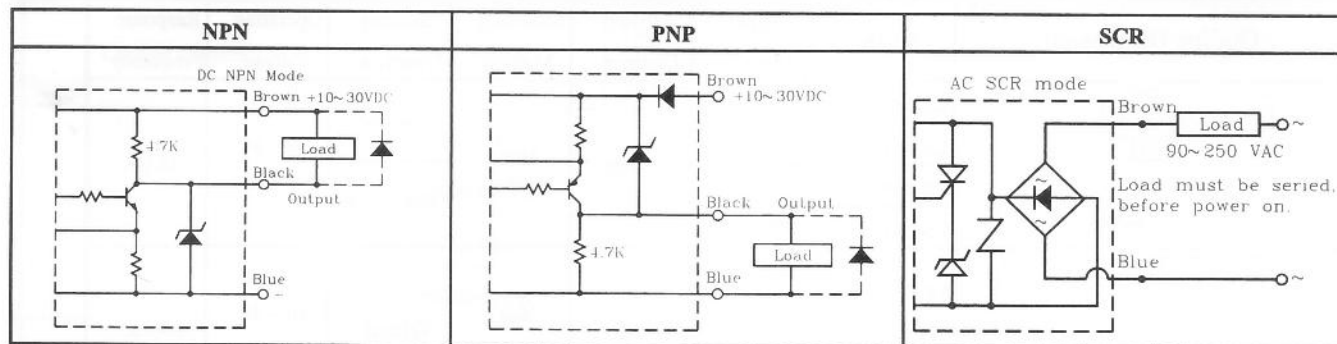 NPN
DC NPN Mode
Brown +10~30VDC
4.7K
Load
Black
Output
Blue
−
PNP
Brown
+10~30VDC
Black
Output
4.7K
Load
Blue
SCR
AC SCR mode
Brown
Load
~
90~250 VAC
~
Load must be seried,
before power on.
~
Blue
~